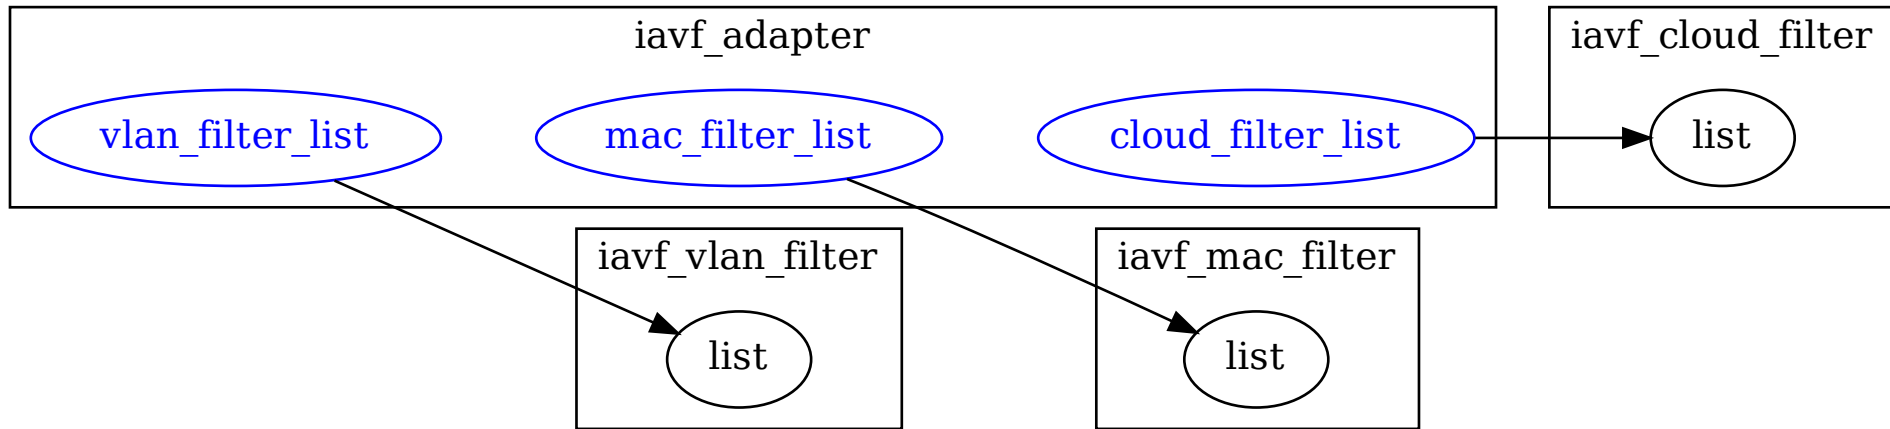 iavf_adapter
iavf_cloud_filter
vlan_filter_list
mac_filter_list
cloud_filter_list
list
iavf_vlan_filter
iavf_mac_filter
list
list